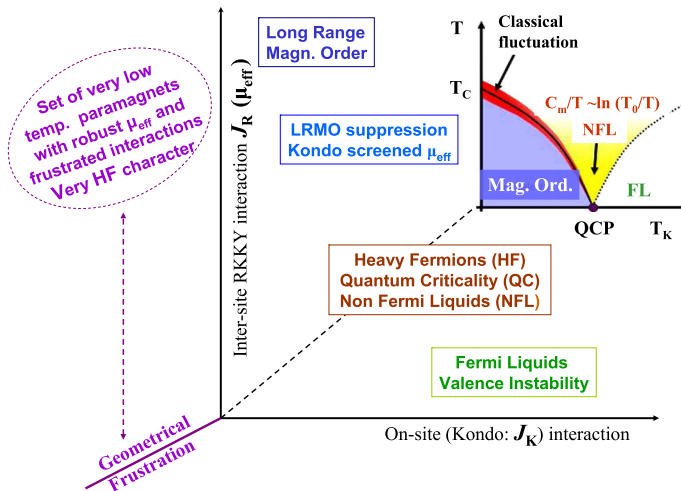 Long Range
Magn. Order
Set of very low
temp. paramagnets
with robust μeff and
frustrated interactions
Very HF character
Inter-site RKKY interaction JR (μeff)
LRMO suppression
Kondo screened μeff
T
Classical
fluctuation
TC
Cm/T ~ln (T0/T)
NFL
Mag. Ord.
FL
QCP
TK
Heavy Fermions (HF)
Quantum Criticality (QC)
Non Fermi Liquids (NFL)
Fermi Liquids
Valence Instability
On-site (Kondo: JK) interaction
Geometrical
Frustration